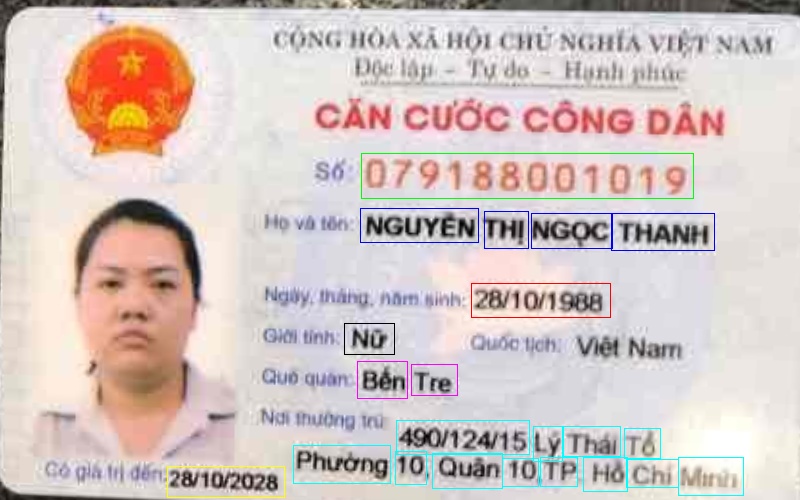 CỘNG HÒA XÃ HỘI CHỦ NGHĨA VIỆT NAM
Độc lập - Tự do - Hạnh phúc
CĂN CƯỚC CÔNG DÂN
Số: 079188001019
Họ và tên: NGUYỄN THỊ NGỌC THANH
Ngày, tháng, năm sinh: 28/10/1988
Giới tính: Nữ Quốc tịch: Việt Nam
Quê quán: Bến Tre
Nơi thường trú: 490/124/15 Lý Thái Tổ
Phường 10, Quận 10, TP. Hồ Chí Minh
Có giá trị đến: 28/10/2028